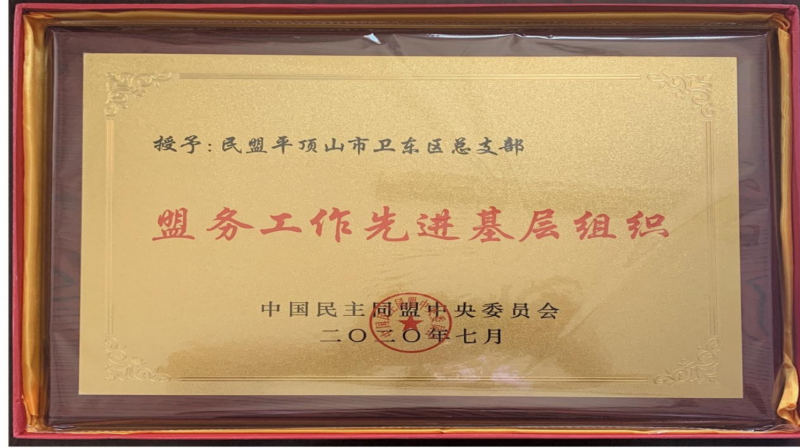 授予：民盟平顶山市卫东区总支部
盟务工作先进基层组织
中国民主同盟中央委员会
二〇二〇年七月